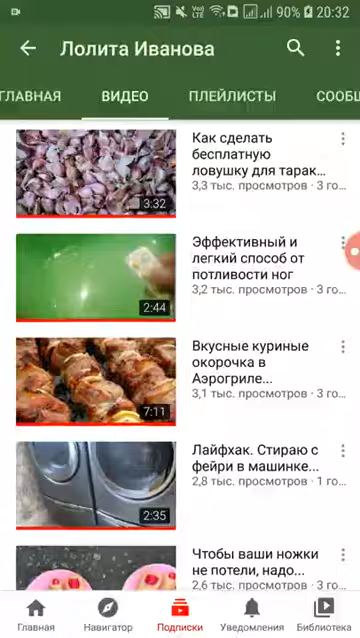 90% 20:32
Лолита Иванова
ГЛАВНАЯ ВИДЕО ПЛЕЙЛИСТЫ СООБЩ
Как сделать
бесплатную
ловушку для тарак...
3,3 тыс. просмотров · 3 го...
3:32
Эффективный и
легкий способ от
потливости ног
3,2 тыс. просмотров · 3 го...
2:44
Вкусные куриные
окорочка в
Аэрогриле...
3,1 тыс. просмотров · 3 го...
7:11
Лайфхак. Стираю с
фейри в машинке...
2,8 тыс. просмотров · 1 го...
2:35
Чтобы ваши ножки
не потели, надо...
2,6 тыс. просмотров · 3 го...
Главная Навигатор Подписки Уведомления Библиотека